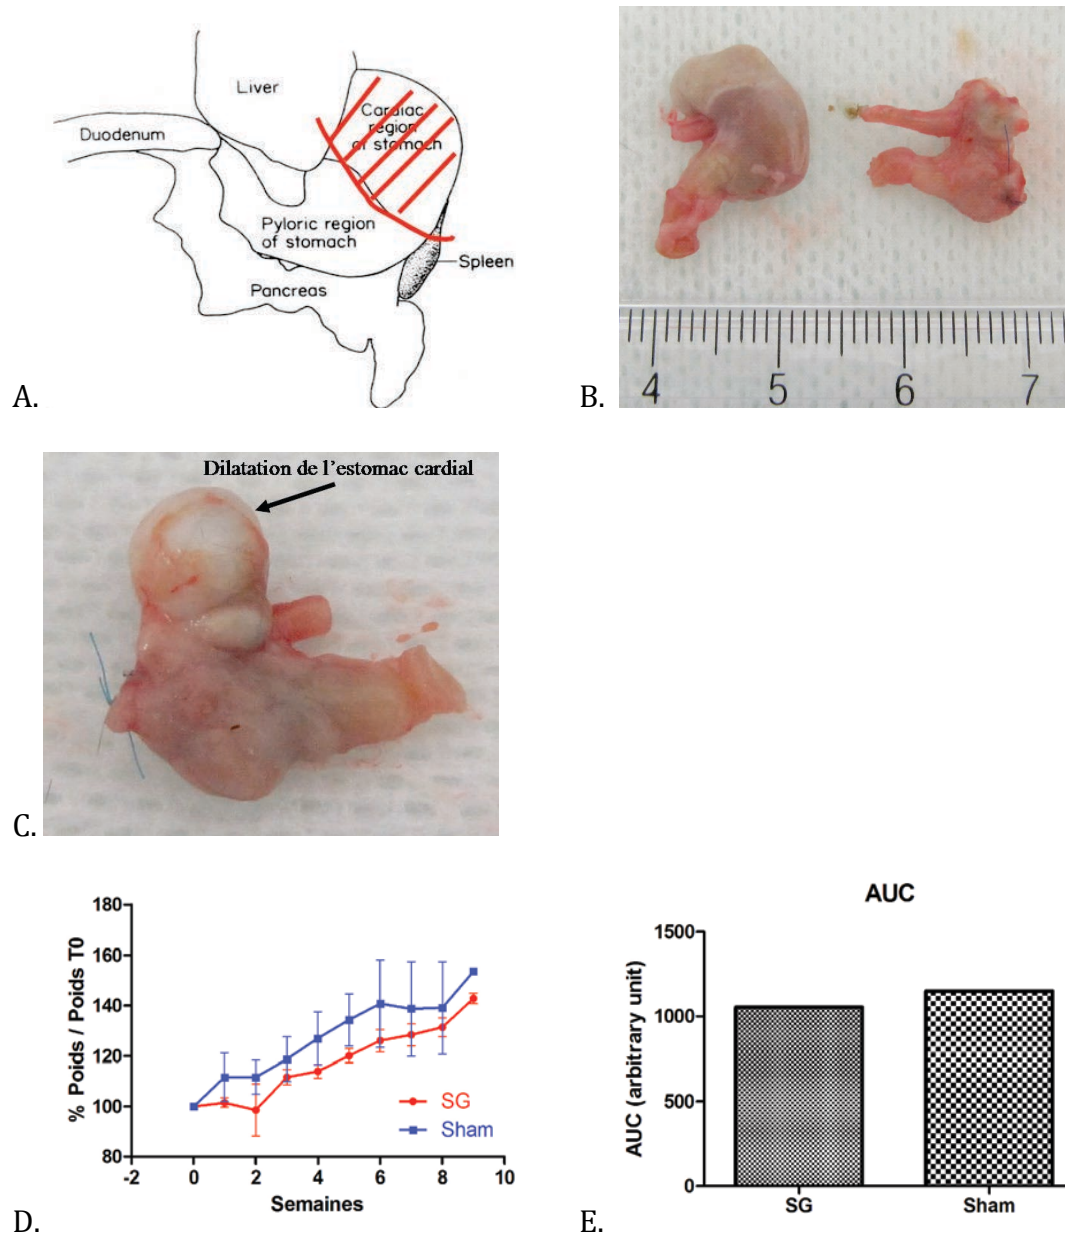 Liver
Cardiac
region
of stomach
Duodenum
Pyloric region
of stomach
Spleen
Pancreas
A.
4 5 6 7
B.
Dilatation de l'estomac cardial
C.
180
160
140
120
100
80
% Poids / Poids T0
SG
Sham
-2 0 2 4 6 8 10
Semaines
D.
AUC
1500
1000
500
0
AUC (arbitrary unit)
SG Sham
E.